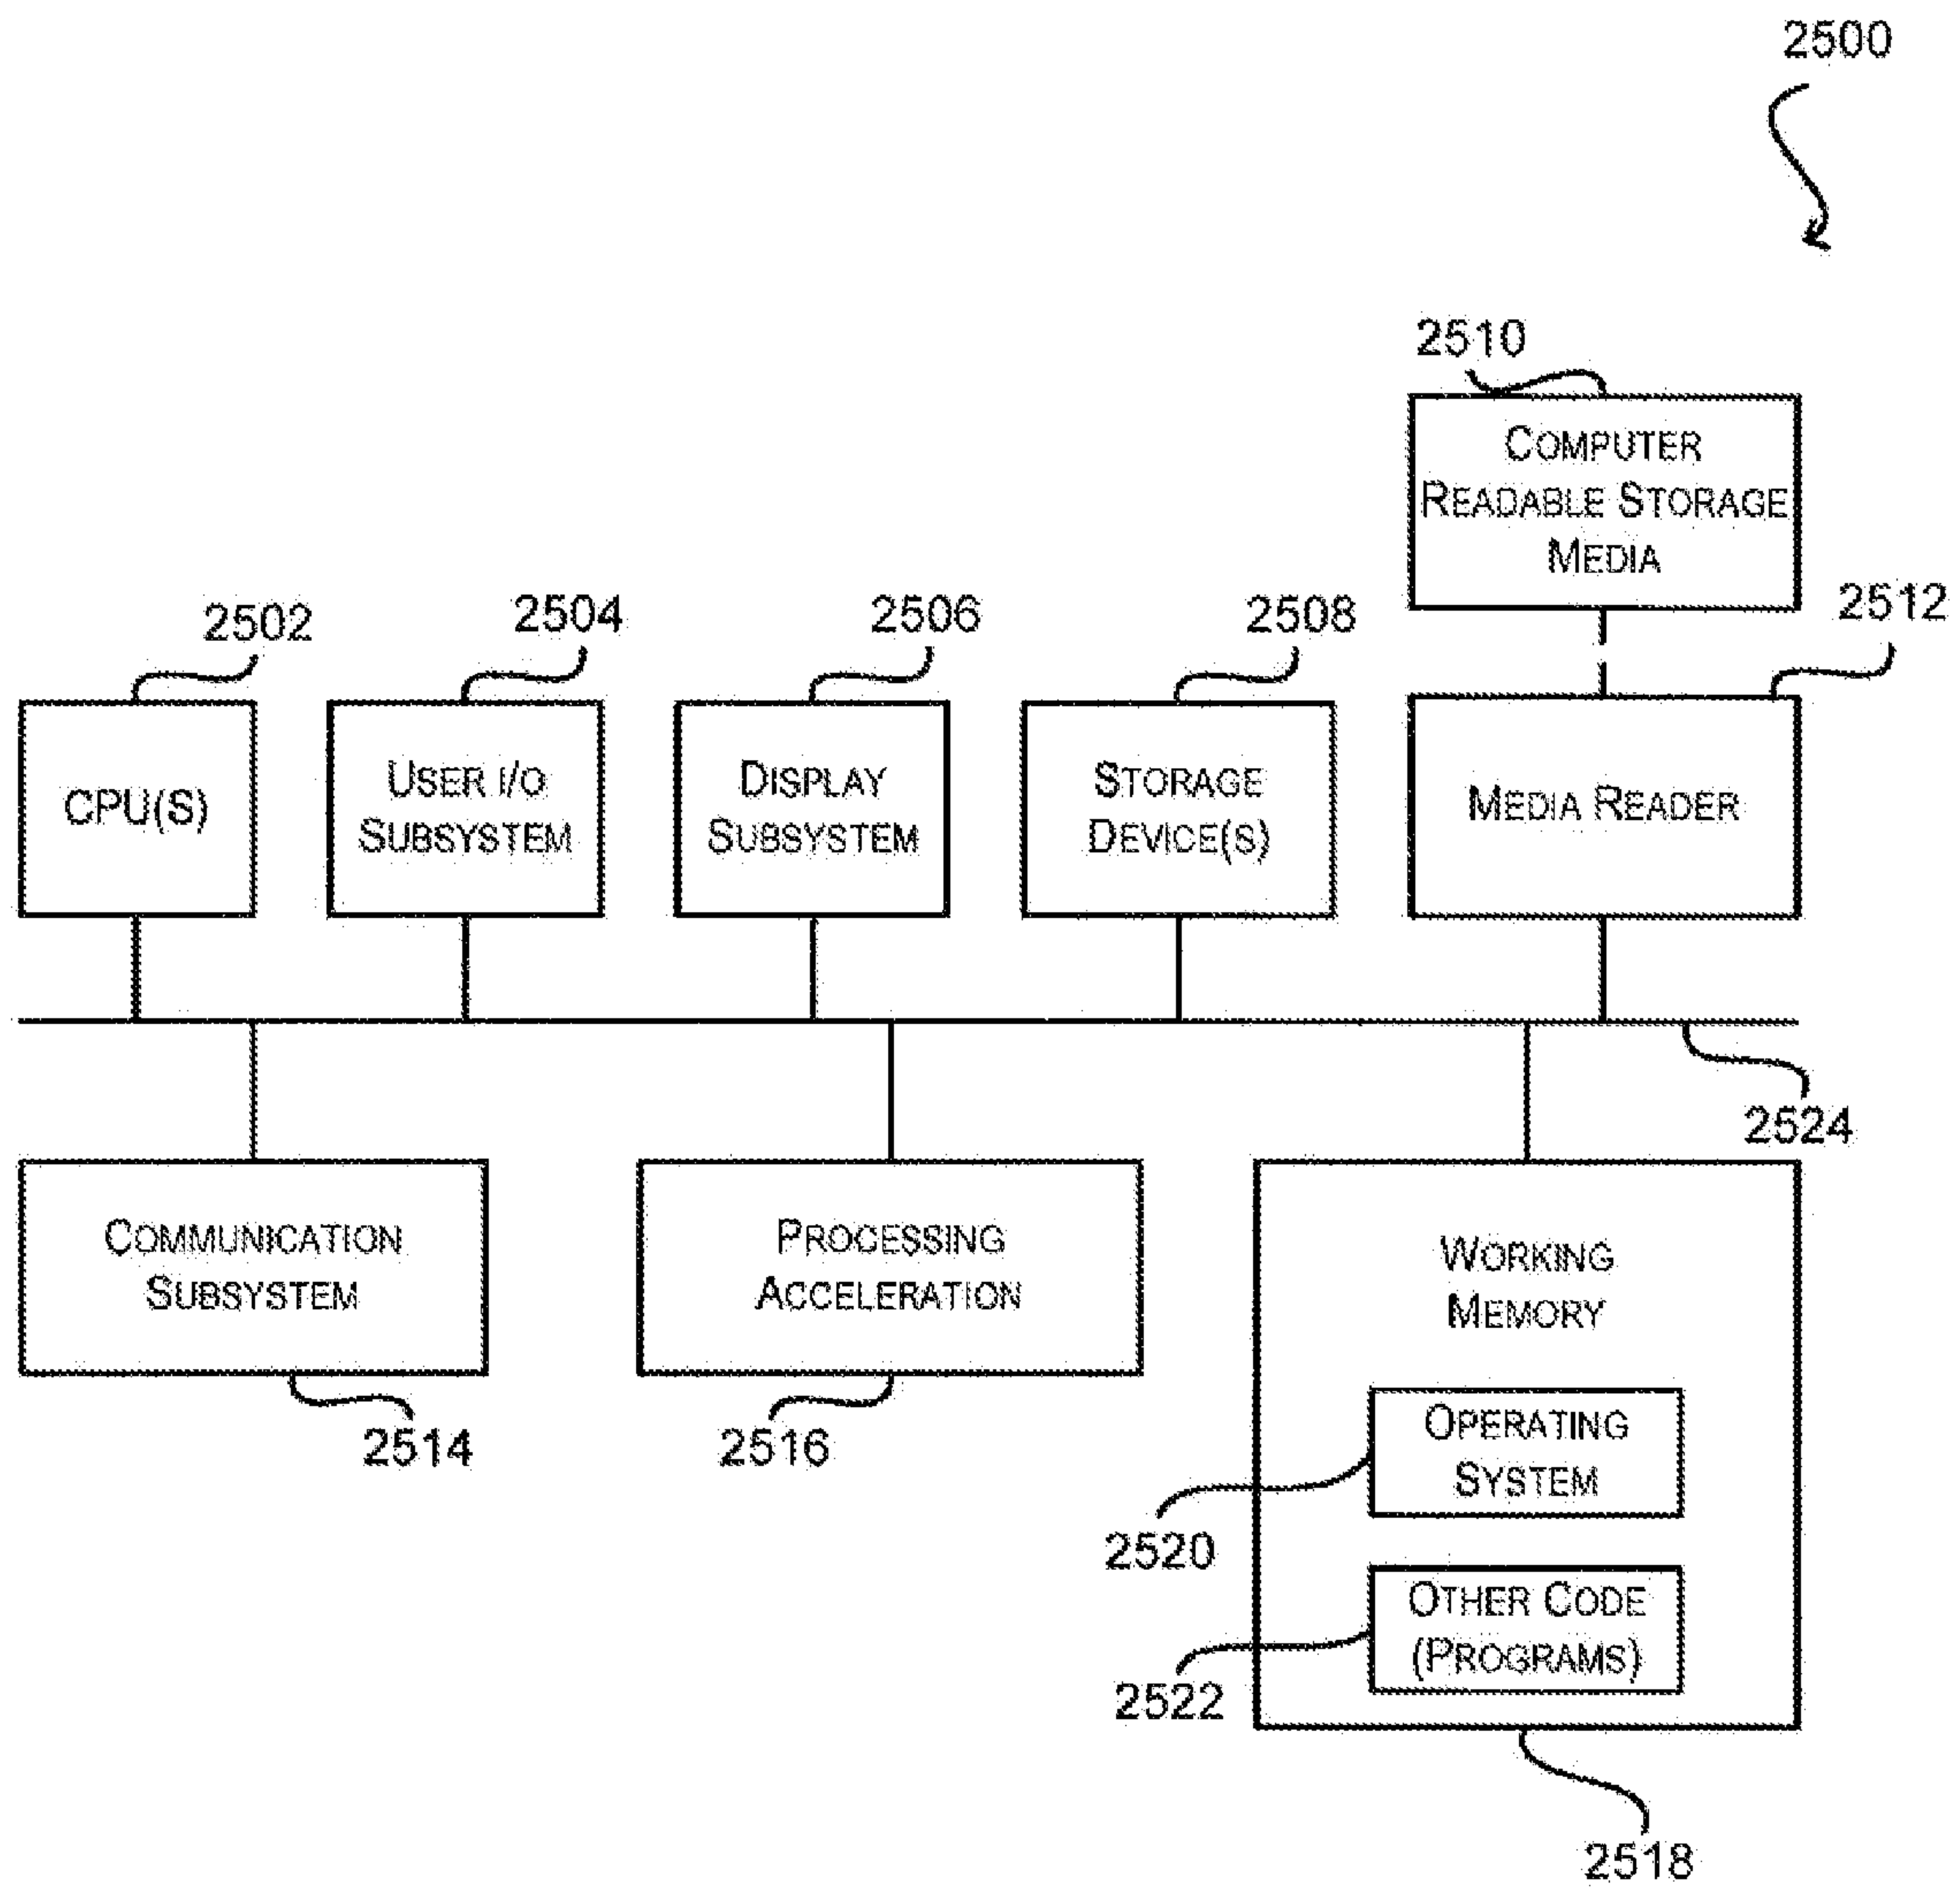 2500
2510
COMPUTER
READABLE STORAGE
MEDIA
2502
2504
2506
2508
2512
CPU(S)
USER I/O
SUBSYSTEM
DISPLAY
SUBSYSTEM
STORAGE
DEVICE(S)
MEDIA READER
2524
COMMUNICATION
SUBSYSTEM
PROCESSING
ACCELERATION
WORKING
MEMORY
2514
2516
OPERATING
SYSTEM
2520
OTHER CODE
(PROGRAMS)
2522
2518